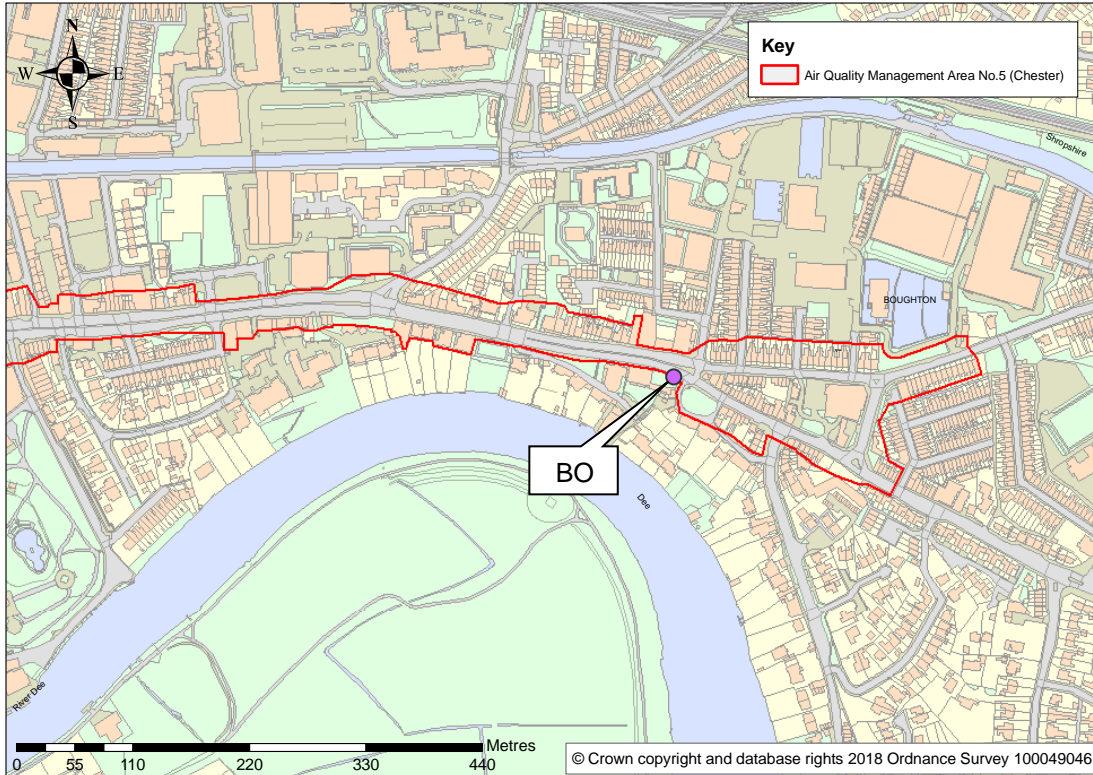 N
W E
S
Key
Air Quality Management Area No.5 (Chester)
Shropshire
BOUGHTON
BO
Dee
River Dee
Metres
0 55 110 220 330 440
© Crown copyright and database rights 2018 Ordnance Survey 100049046